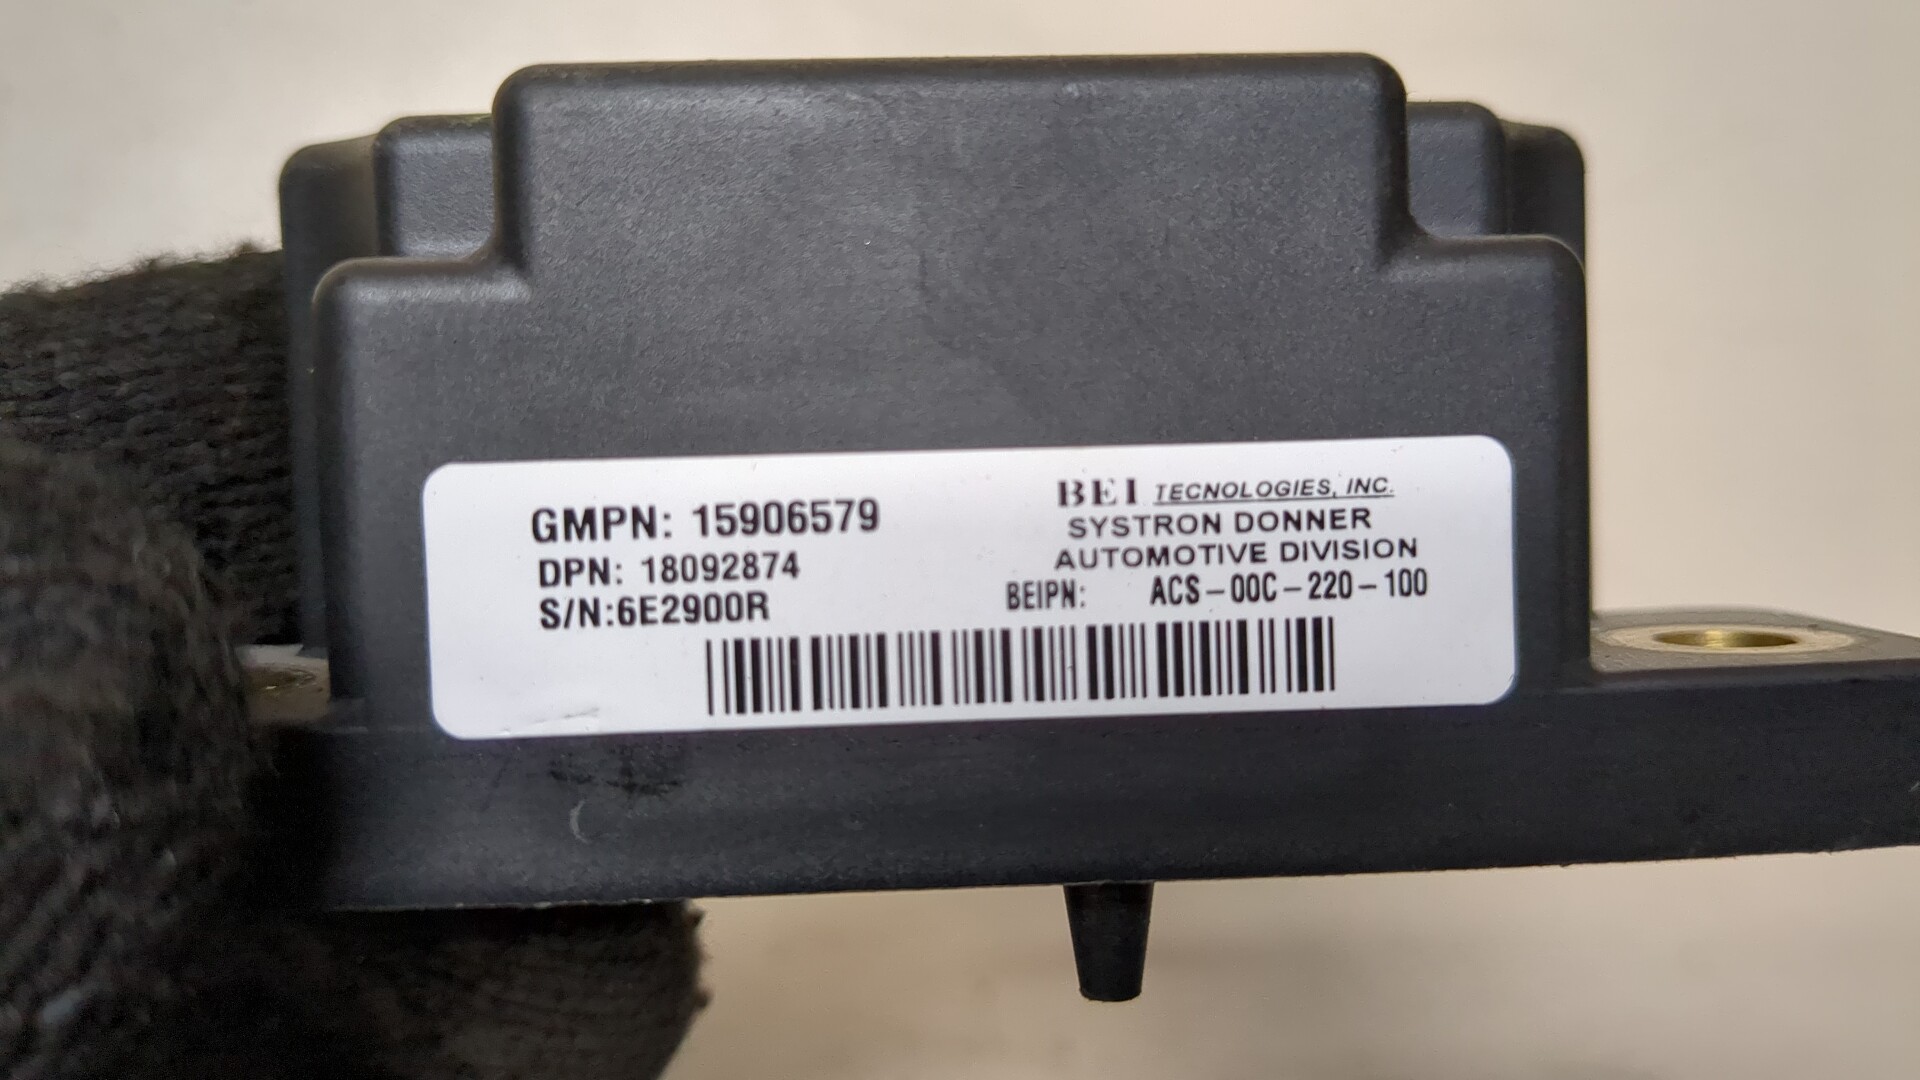 GMPN: 15906579
DPN: 18092874
S/N:6E2900R
BEI TECNOLOGIES, INC.
SYSTRON DONNER
AUTOMOTIVE DIVISION
BEIPN: ACS-00C-220-100